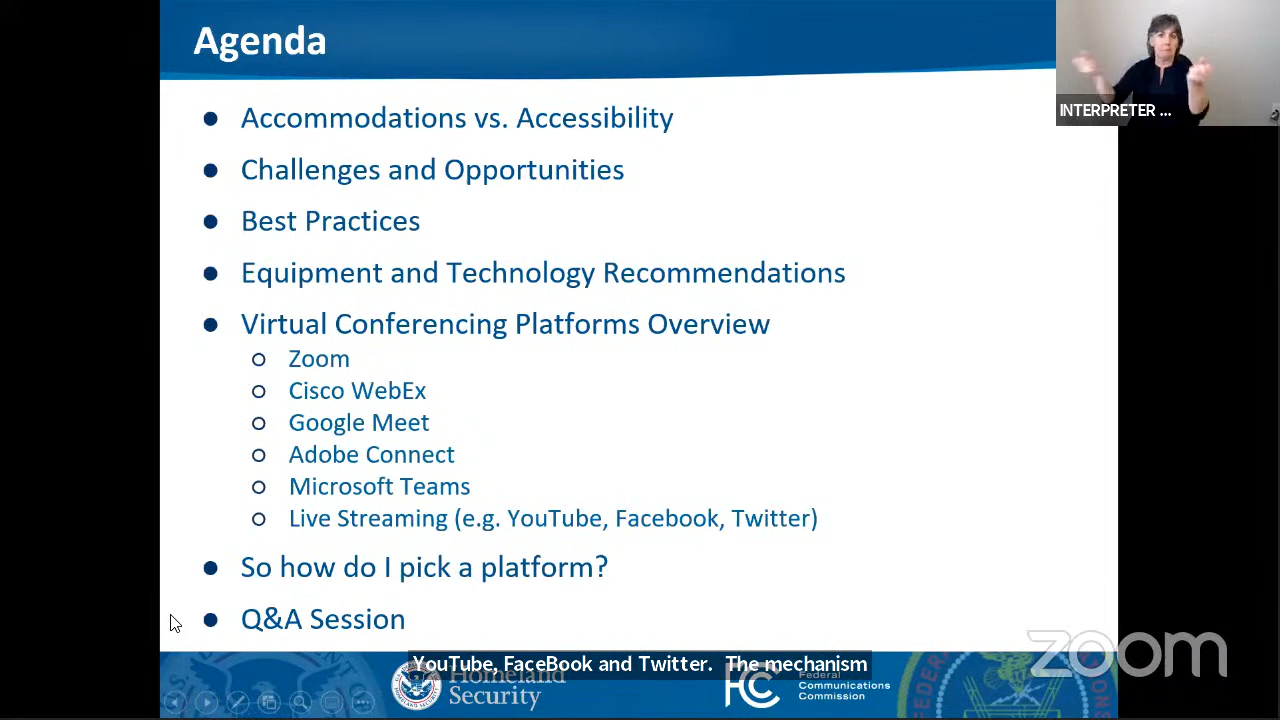 Agenda
INTERPRETER ...
Accommodations vs. Accessibility
Challenges and Opportunities
Best Practices
Equipment and Technology Recommendations
Virtual Conferencing Platforms Overview
Zoom
Cisco WebEx
Google Meet
Adobe Connect
Microsoft Teams
Live Streaming (e.g. YouTube, Facebook, Twitter)
So how do I pick a platform?
Q&A Session
zoom
YouTube, FaceBook and Twitter. The mechanism
Homeland
Security
FCC
Federal
Communications
Commission